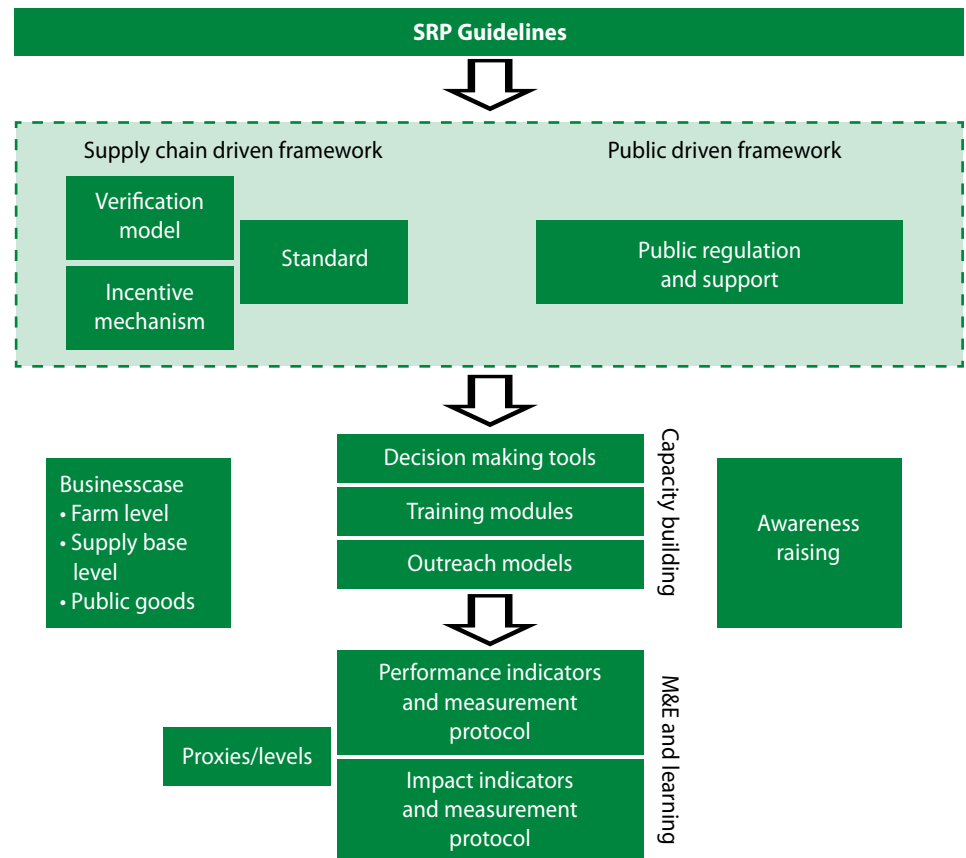 SRP Guidelines
Supply chain driven framework
Public driven framework
Verification
model
Incentive
mechanism
Standard
Public regulation
and support
Businesscase
• Farm level
• Supply base
level
• Public goods
Decision making tools
Training modules
Outreach models
Capacity building
Awareness
raising
Proxies/levels
Performance indicators
and measurement
protocol
Impact indicators
and measurement
protocol
M&E and learning